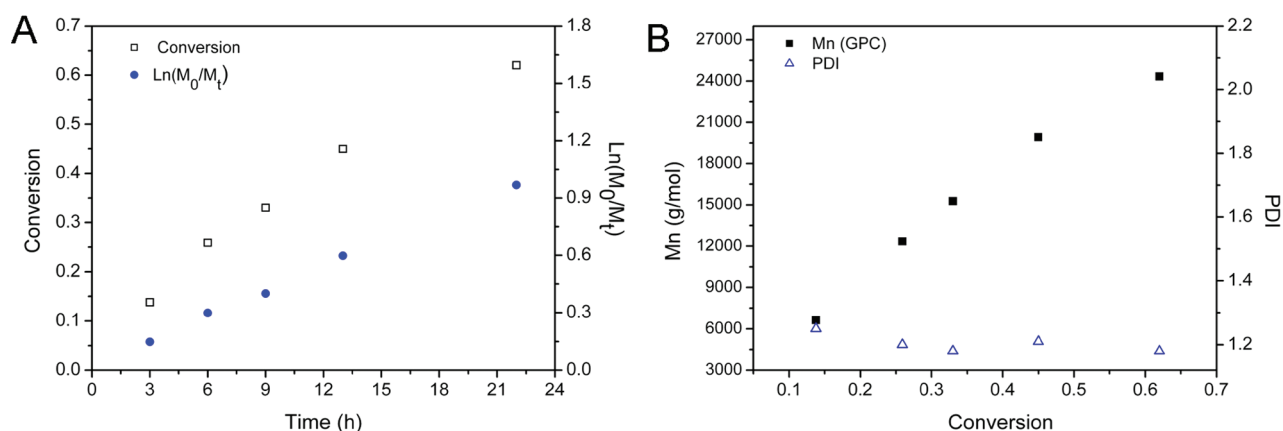 A
Conversion
Ln(M0/Mt)
0.7
0.6
0.5
0.4
0.3
0.2
0.1
0.0
Conversion
1.8
1.5
1.2
0.9
0.6
0.3
0.0
Ln(M0/Mt)
0 3 6 9 12 15 18 21 24
Time (h)
B
Mn (GPC)
PDI
27000
24000
21000
18000
15000
12000
9000
6000
3000
Mn (g/mol)
2.2
2.0
1.8
1.6
1.4
1.2
PDI
0.1 0.2 0.3 0.4 0.5 0.6 0.7
Conversion